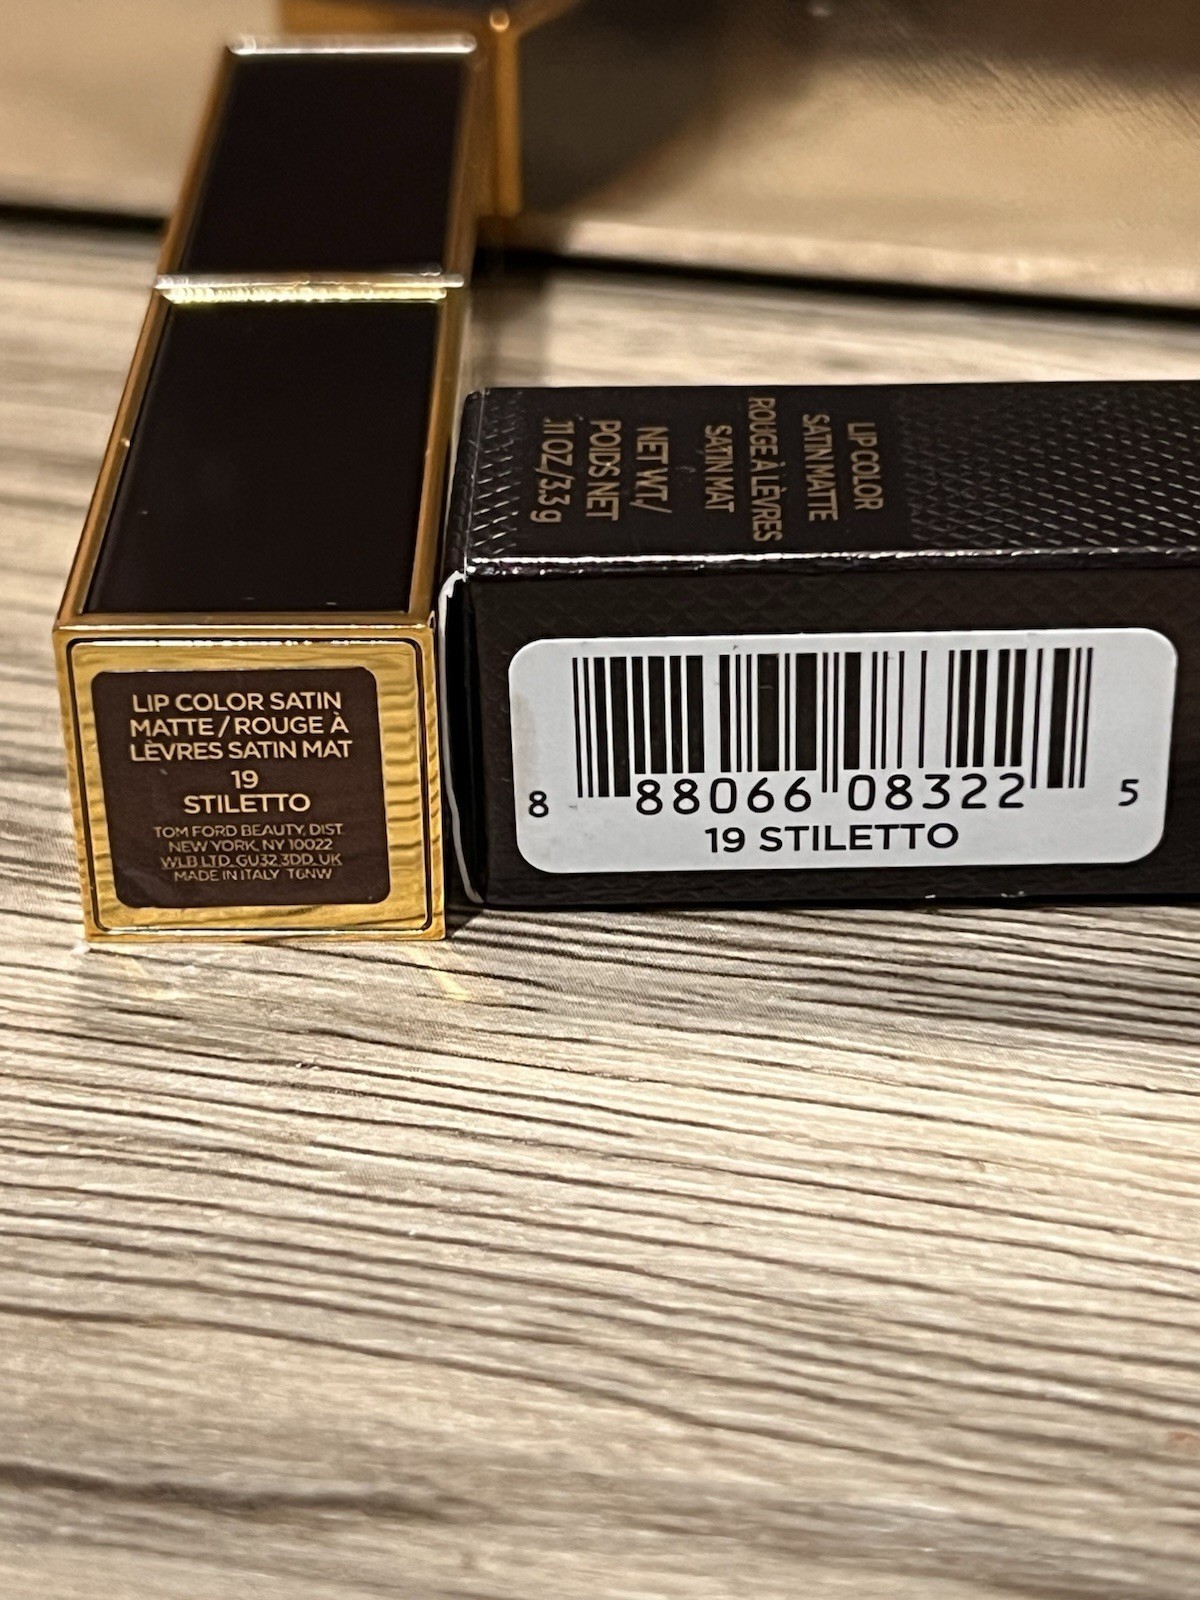 LIP COLOR SATIN
MATTE / ROUGE À
LÈVRES SATIN MAT
19
STILETTO
TOM FORD BEAUTY, DIST.
NEW YORK, NY 10022
WLB LTD, GU32 3DD, UK
MADE IN ITALY T6NW
LIP COLOR
SATIN MATTE
ROUGE À LÈVRES
SATIN MAT
NET WT./
POIDS NET
.11 OZ/3.3 g
8 88066 08322 5
19 STILETTO